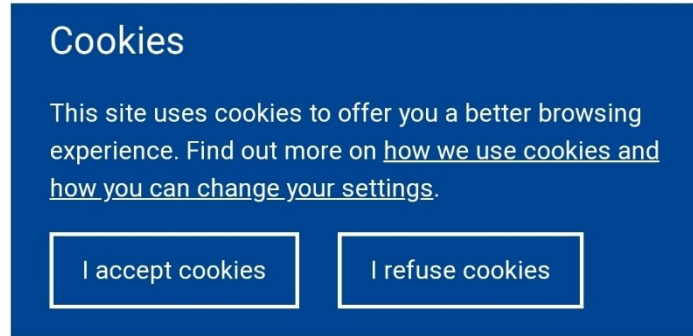 Cookies
This site uses cookies to offer you a better browsing
experience. Find out more on how we use cookies and
how you can change your settings.
I accept cookies
I refuse cookies